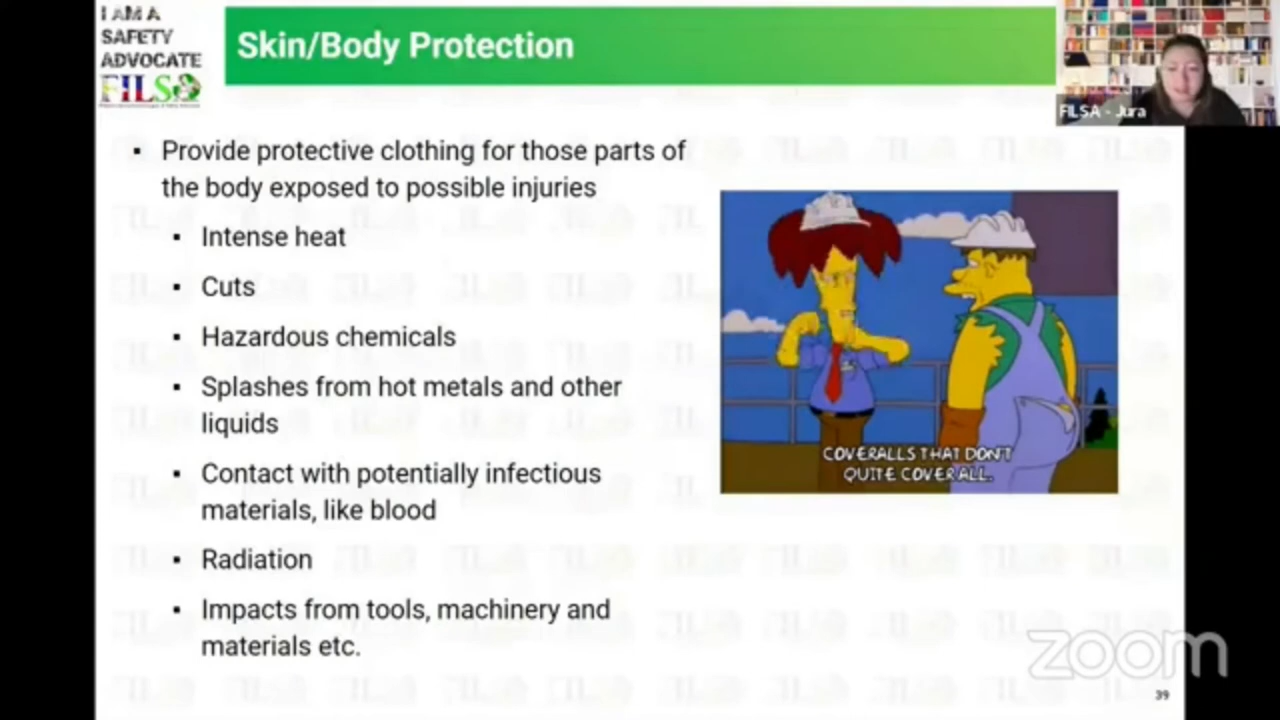 I AM A
SAFETY
ADVOCATE
FILSA
Skin/Body Protection
FILSA - Jura
▪ Provide protective clothing for those parts of
the body exposed to possible injuries
▪ Intense heat
▪ Cuts
▪ Hazardous chemicals
▪ Splashes from hot metals and other
liquids
▪ Contact with potentially infectious
materials, like blood
▪ Radiation
▪ Impacts from tools, machinery and
materials etc.
COVERALLS THAT DON'T
QUITE COVER ALL.
zoom
39